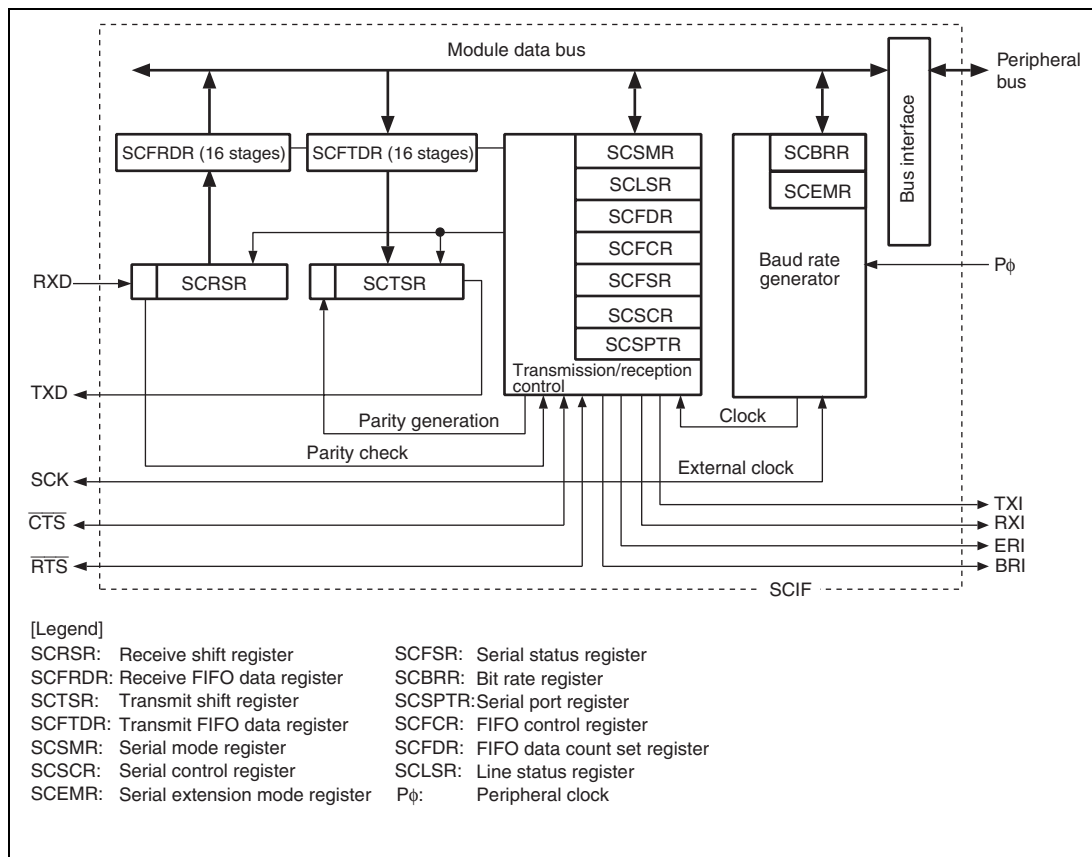 Module data bus
Peripheral
bus
Bus interface
SCFRDR (16 stages)
SCFTDR (16 stages)
SCSMR
SCLSR
SCFDR
SCFCR
SCFSR
SCSCR
SCSPTR
Transmission/reception
control
SCBRR
SCEMR
Baud rate
generator
Pϕ
RXD
SCRSR
SCTSR
TXD
Parity generation
Clock
Parity check
External clock
SCK
C̅T̅S̅
R̅T̅S̅
TXI
RXI
ERI
BRI
SCIF
[Legend]
SCRSR: Receive shift register
SCFRDR: Receive FIFO data register
SCTSR: Transmit shift register
SCFTDR: Transmit FIFO data register
SCSMR: Serial mode register
SCSCR: Serial control register
SCEMR: Serial extension mode register
SCFSR: Serial status register
SCBRR: Bit rate register
SCSPTR: Serial port register
SCFCR: FIFO control register
SCFDR: FIFO data count set register
SCLSR: Line status register
Pϕ: Peripheral clock